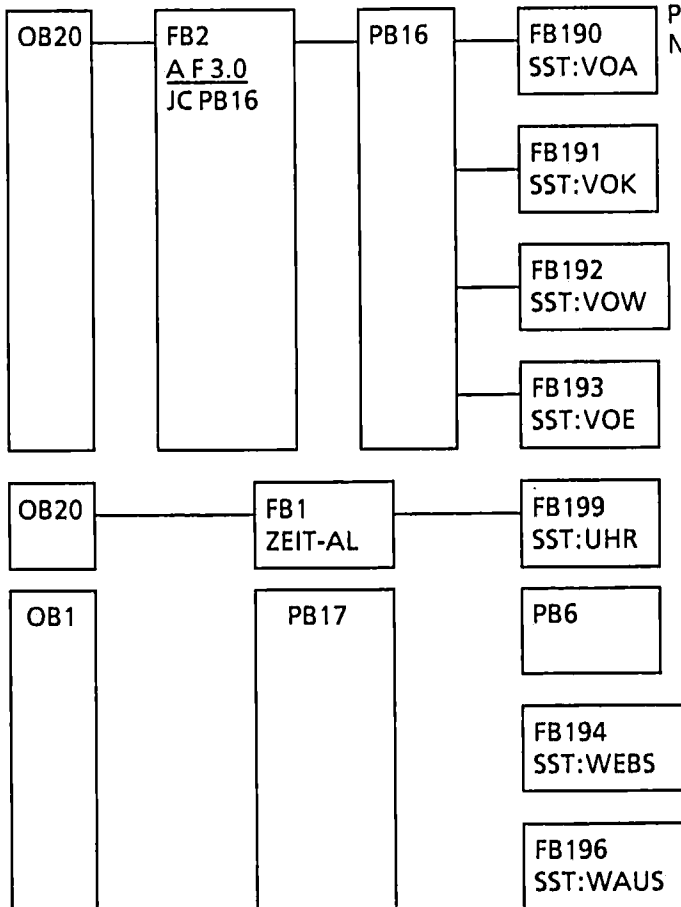 OB20
FB2
A F 3.0
JC PB16
PB16
FB190
SST:VOA
P
N
FB191
SST:VOK
FB192
SST:VOW
FB193
SST:VOE
OB20
FB1
ZEIT-AL
FB199
SST:UHR
OB1
PB17
PB6
FB194
SST:WEBS
FB196
SST:WAUS